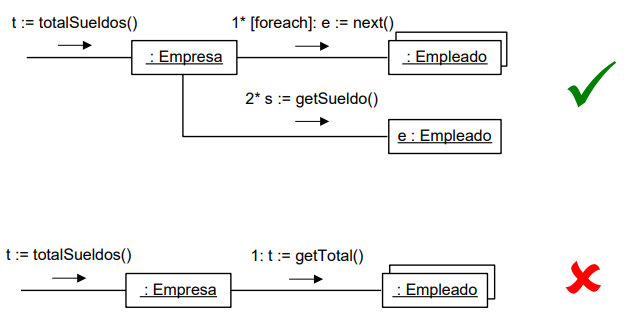 t := totalSueldos()
1* [foreach]: e := next()
: Empresa
: Empleado
2* s := getSueldo()
e : Empleado
t := totalSueldos()
1: t := getTotal()
: Empresa
: Empleado